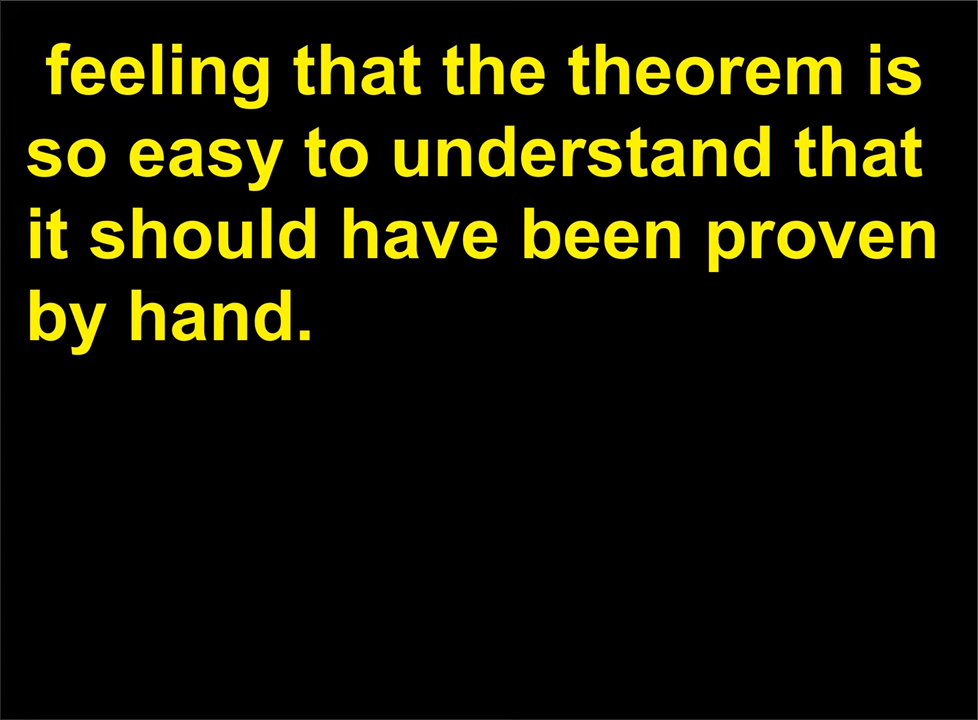 feeling that the theorem is
so easy to understand that
it should have been proven
by hand.